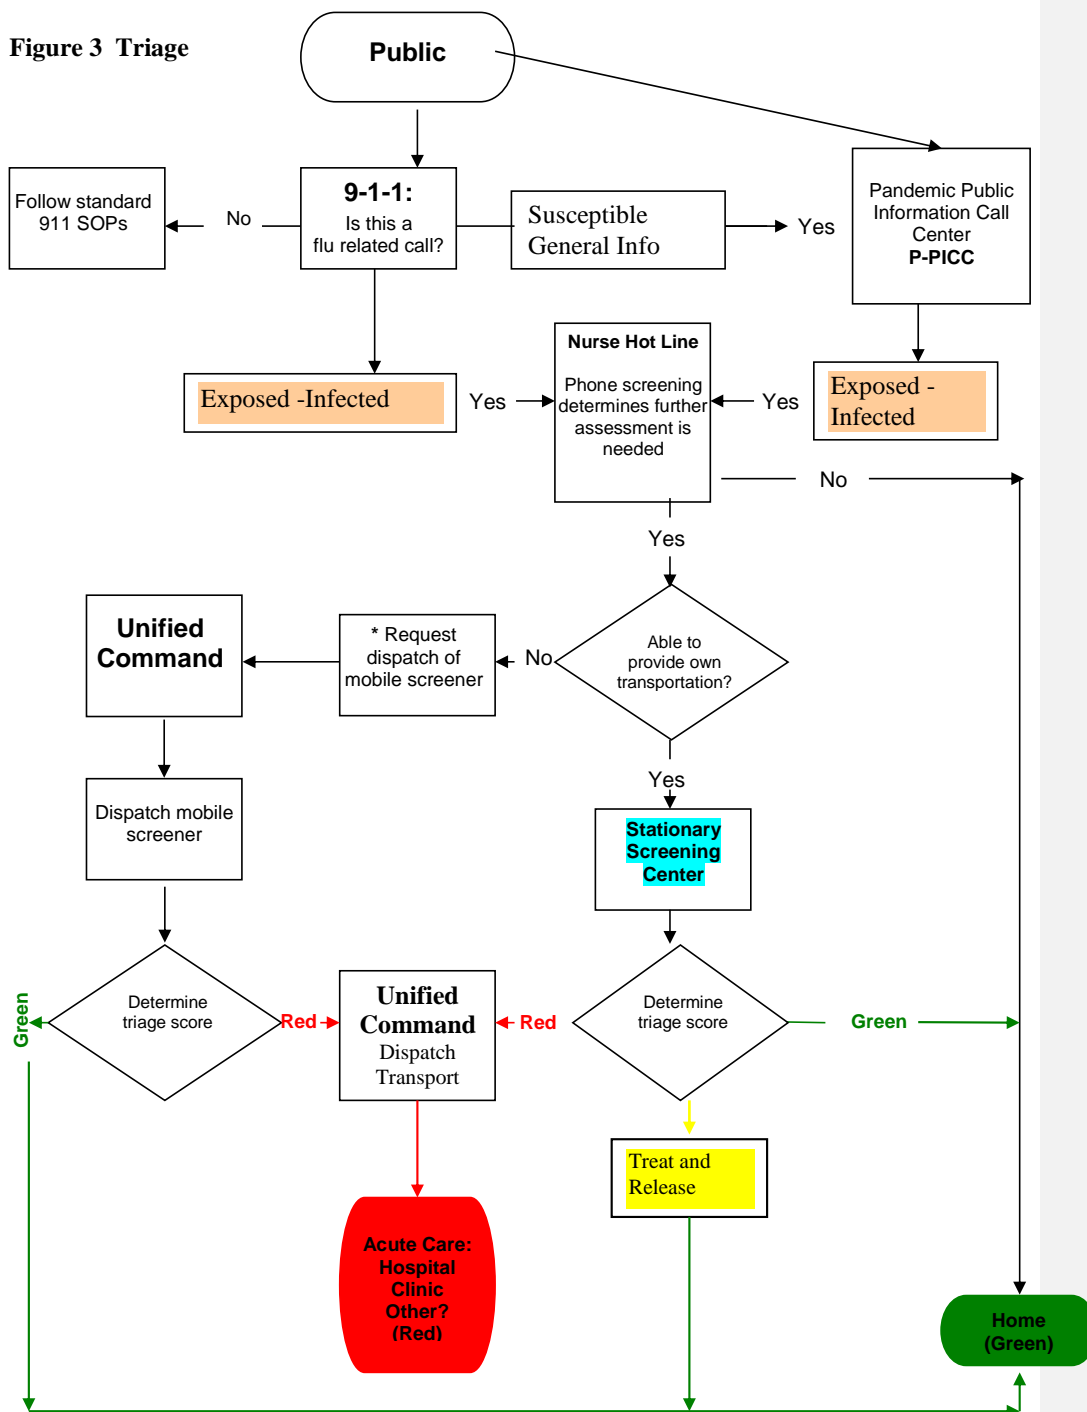 Figure 3  Triage
Public
Follow standard
911 SOPs
No
9-1-1:
Is this a
flu related call?
Susceptible
General Info
Yes
Pandemic Public
Information Call
Center
P-PICC
Exposed -Infected
Yes
Nurse Hot Line
Phone screening
determines further
assessment is
needed
Yes
Exposed -
Infected
No
Yes
Unified
Command
* Request
dispatch of
mobile screener
No
Able to
provide own
transportation?
Yes
Dispatch mobile
screener
Stationary
Screening
Center
Green
Determine
triage score
Red
Unified
Command
Dispatch
Transport
Red
Determine
triage score
Green
Treat and
Release
Acute Care:
Hospital
Clinic
Other?
(Red)
Home
(Green)